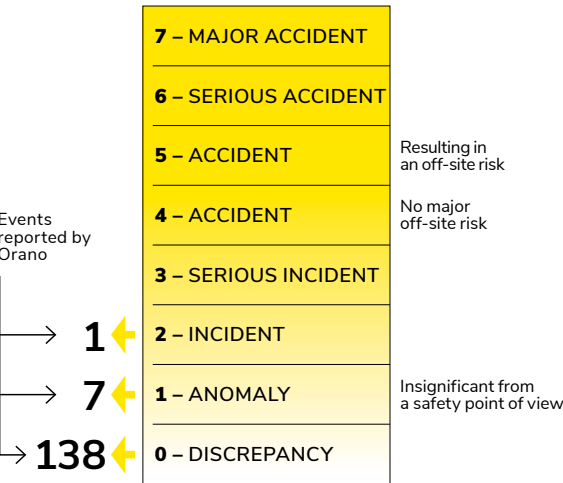 7 – MAJOR ACCIDENT
6 – SERIOUS ACCIDENT
5 – ACCIDENT
Resulting in
an off-site risk
4 – ACCIDENT
No major
off-site risk
Events
reported by
Orano
3 – SERIOUS INCIDENT
1
2 – INCIDENT
7
1 – ANOMALY
Insignificant from
a safety point of view
138
0 – DISCREPANCY